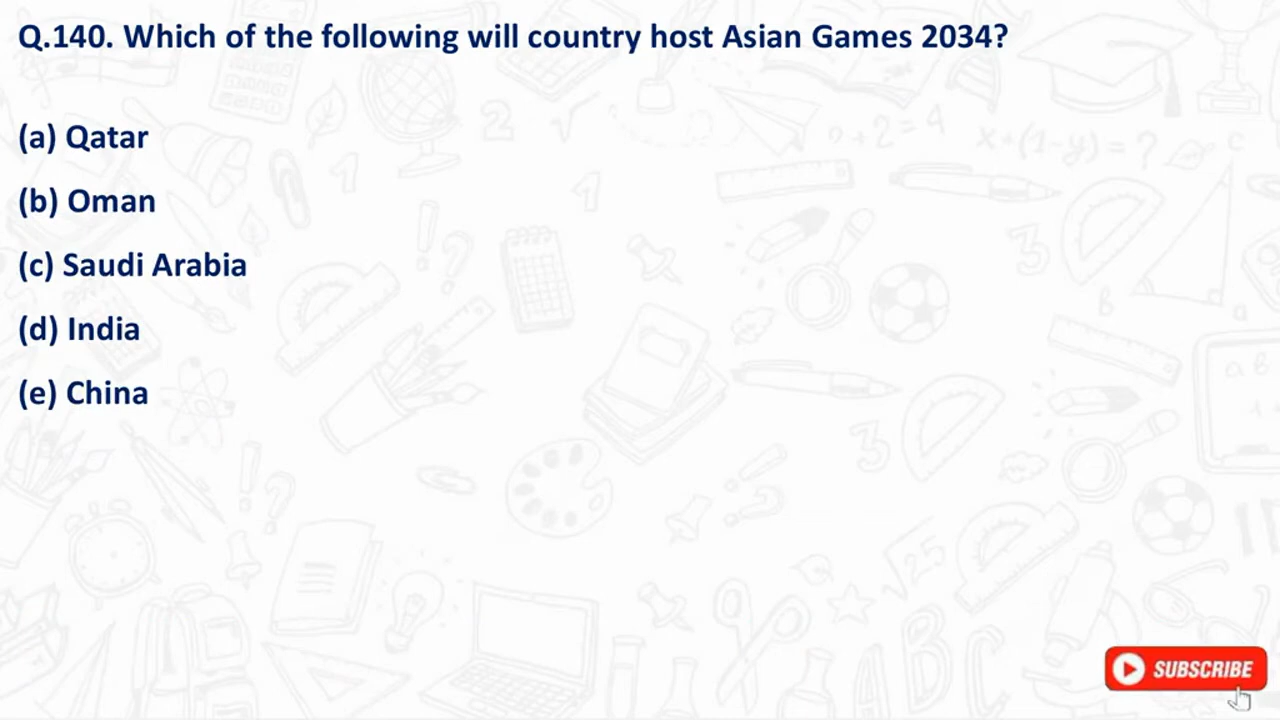 Q.140. Which of the following will country host Asian Games 2034?
(a) Qatar
(b) Oman
(c) Saudi Arabia
(d) India
(e) China
SUBSCRIBE